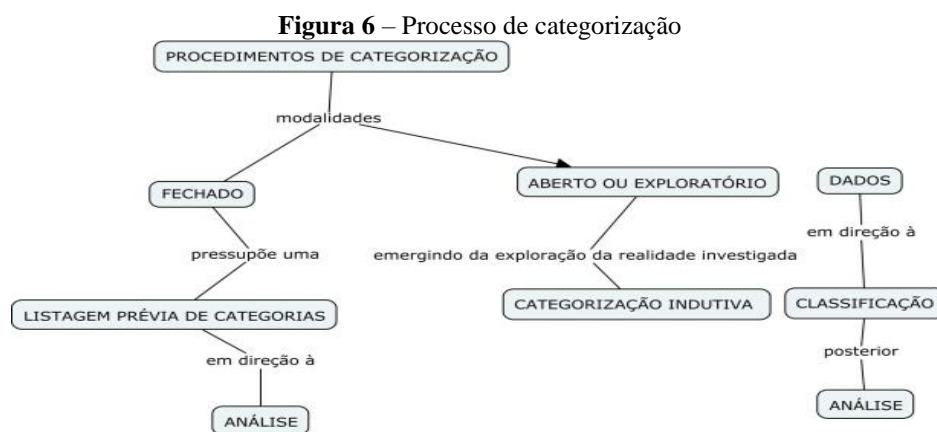 Figura 6 – Processo de categorização
PROCEDIMENTOS DE CATEGORIZAÇÃO
modalidades
FECHADO
ABERTO OU EXPLORATÓRIO
DADOS
pressupõe uma
emergindo da exploração da realidade investigada
em direção à
LISTAGEM PRÉVIA DE CATEGORIAS
CATEGORIZAÇÃO INDUTIVA
CLASSIFICAÇÃO
em direção à
posterior
ANÁLISE
ANÁLISE